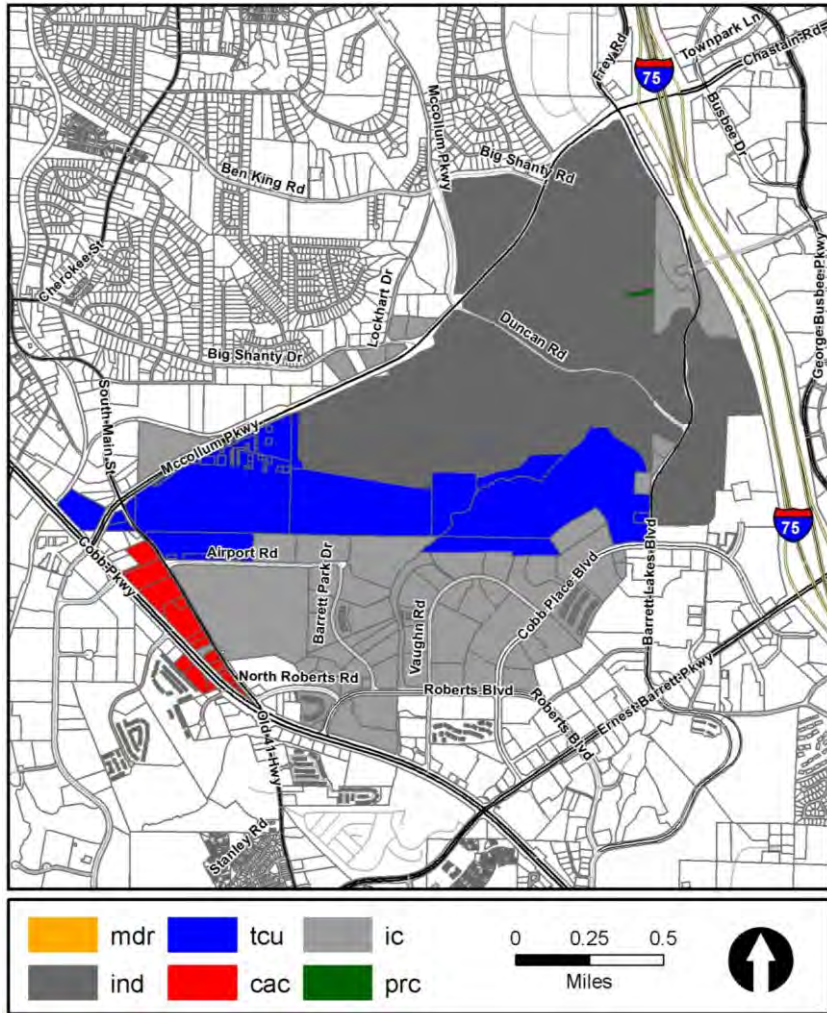 Townpark Ln
Frey Rd
75
Chastain Rd
Mccollum Pkwy
Busbee Dr
Big Shanty Rd
Ben King Rd
Cherokee St
George Busbee Pkwy
Lockhart Dr
Duncan Rd
Big Shanty Dr
South Main St
Mccollum Pkwy
75
Cobb Pkwy
Airport Rd
Barrett Park Dr
Vaughn Rd
Cobb Place Blvd
Barrett Lakes Blvd
North Roberts Rd
Roberts Blvd
Roberts Blvd
Ernest Barrett Pkwy
Old 41 Hwy
Stanley Rd
mdr
tcu
ic
0 0.25 0.5
ind
cac
prc
Miles